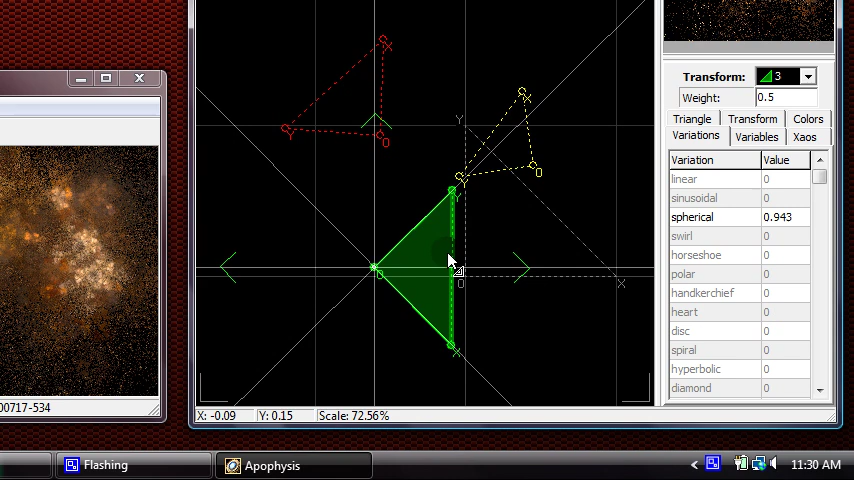 Transform: 3
Weight: 0.5
Triangle Transform Colors
Variations Variables Xaos
Variation Value
linear 0
sinusoidal 0
spherical 0.943
swirl 0
horseshoe 0
polar 0
handkerchief 0
heart 0
disc 0
spiral 0
hyperbolic 0
diamond 0
X
Y
O
X
Y
O
Y
Y
O
O
X
X
00717-534
X: -0.09 Y: 0.15 Scale: 72.56%
Flashing Apophysis 11:30 AM